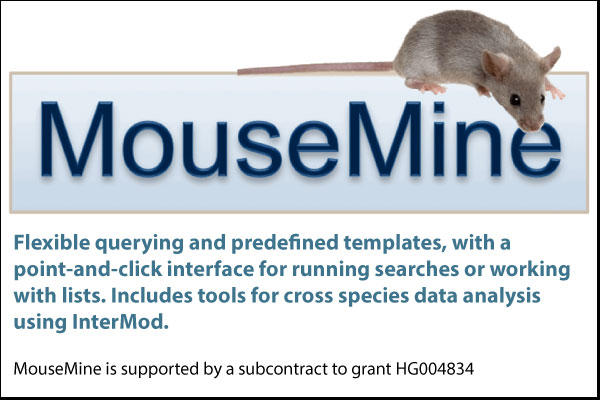 MouseMine
Flexible querying and predefined templates, with a
point-and-click interface for running searches or working
with lists. Includes tools for cross species data analysis
using InterMod.
MouseMine is supported by a subcontract to grant HG004834